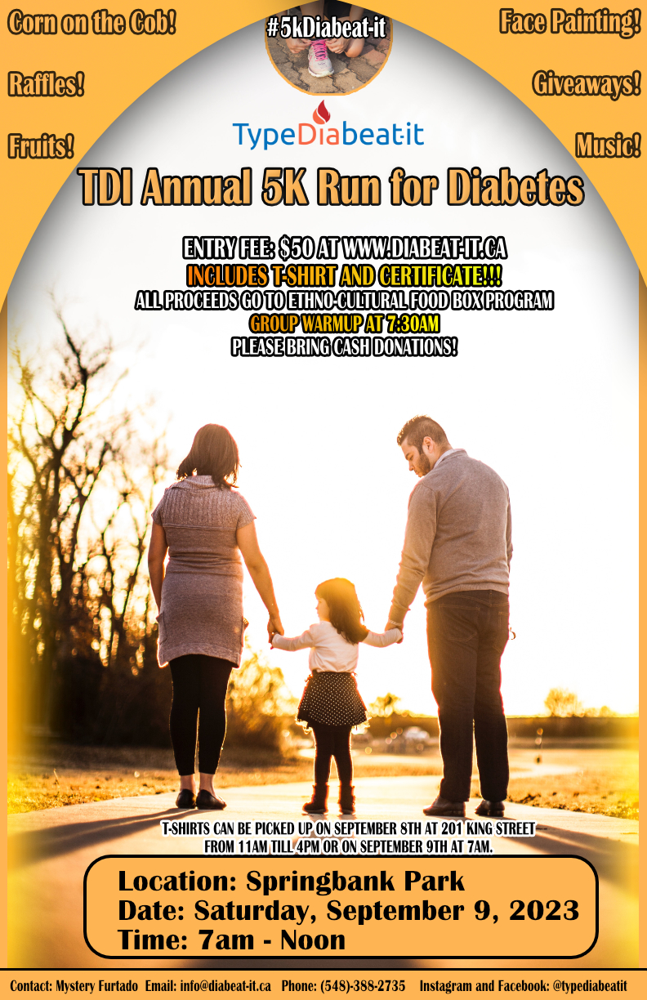 Corn on the Cob!
Raffles!
Fruits!
#5kDiabeat-it
Face Painting!
Giveaways!
Music!
TypeDiabeat-it
TDI Annual 5K Run for Diabetes
ENTRY FEE: $50 AT WWW.DIABEAT-IT.CA
INCLUDES T-SHIRT AND CERTIFICATE!!!
ALL PROCEEDS GO TO ETHNO-CULTURAL FOOD BOX PROGRAM
GROUP WARMUP AT 7:30AM
PLEASE BRING CASH DONATIONS!
T-SHIRTS CAN BE PICKED UP ON SEPTEMBER 8TH AT 201 KING STREET
FROM 11AM TILL 4PM OR ON SEPTEMBER 9TH AT 7AM.
Location: Springbank Park
Date: Saturday, September 9, 2023
Time: 7am - Noon
Contact: Mystery Furtado Email: info@diabeat-it.ca Phone: (548)-388-2735 Instagram and Facebook: @typediabeatit